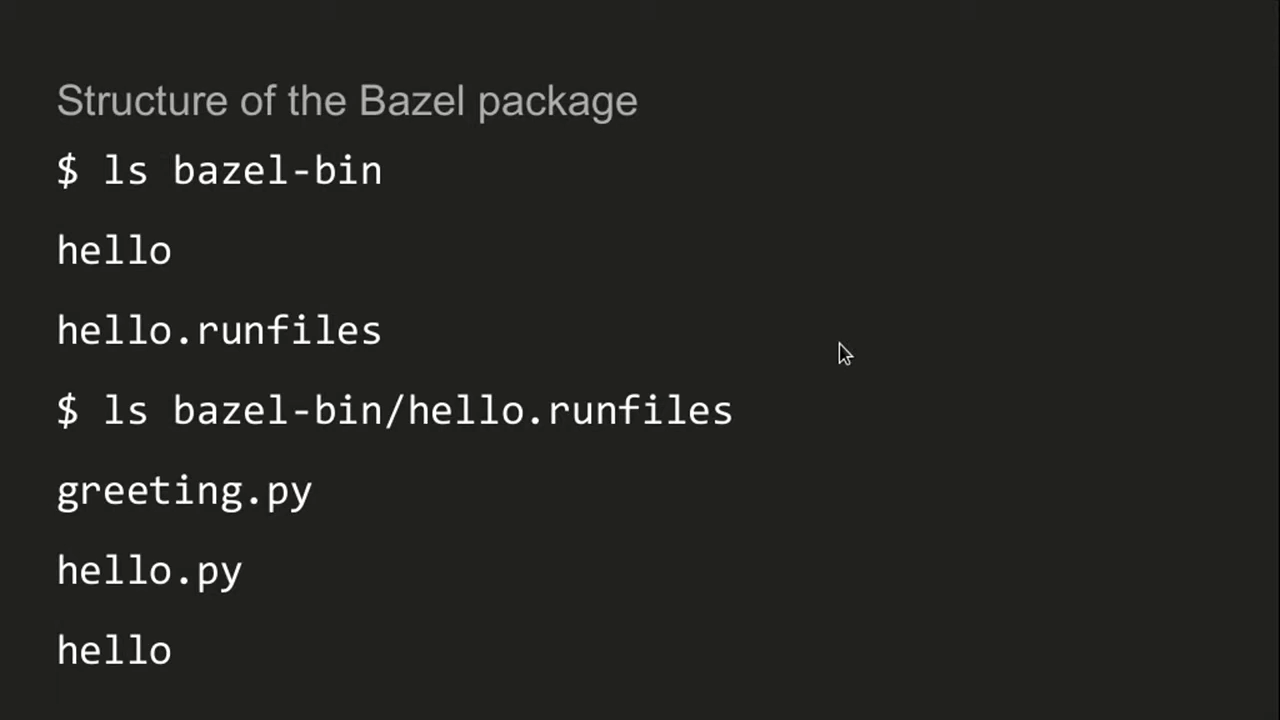 Structure of the Bazel package
$ ls bazel-bin
hello
hello.runfiles
$ ls bazel-bin/hello.runfiles
greeting.py
hello.py
hello